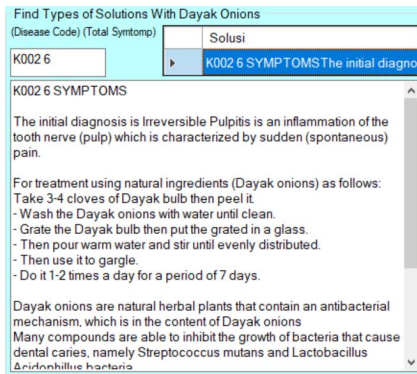 Find Types of Solutions With Dayak Onions
(Disease Code) (Total Symtomp)
Solusi
K002 6
K002 6 SYMPTOMSThe initial diagno
K002 6 SYMPTOMS
The initial diagnosis is Irreversible Pulpitis is an inflammation of the
tooth nerve (pulp) which is characterized by sudden (spontaneous)
pain.
For treatment using natural ingredients (Dayak onions) as follows:
Take 3-4 cloves of Dayak bulb then peel it.
- Wash the Dayak onions with water until clean.
- Grate the Dayak bulb then put the grated in a glass.
- Then pour warm water and stir until evenly distributed.
- Then use it to gargle.
- Do it 1-2 times a day for a period of 7 days.
Dayak onions are natural herbal plants that contain an antibacterial
mechanism, which is in the content of Dayak onions
Many compounds are able to inhibit the growth of bacteria that cause
dental caries, namely Streptococcus mutans and Lactobacillus
Acidophillus bacteria